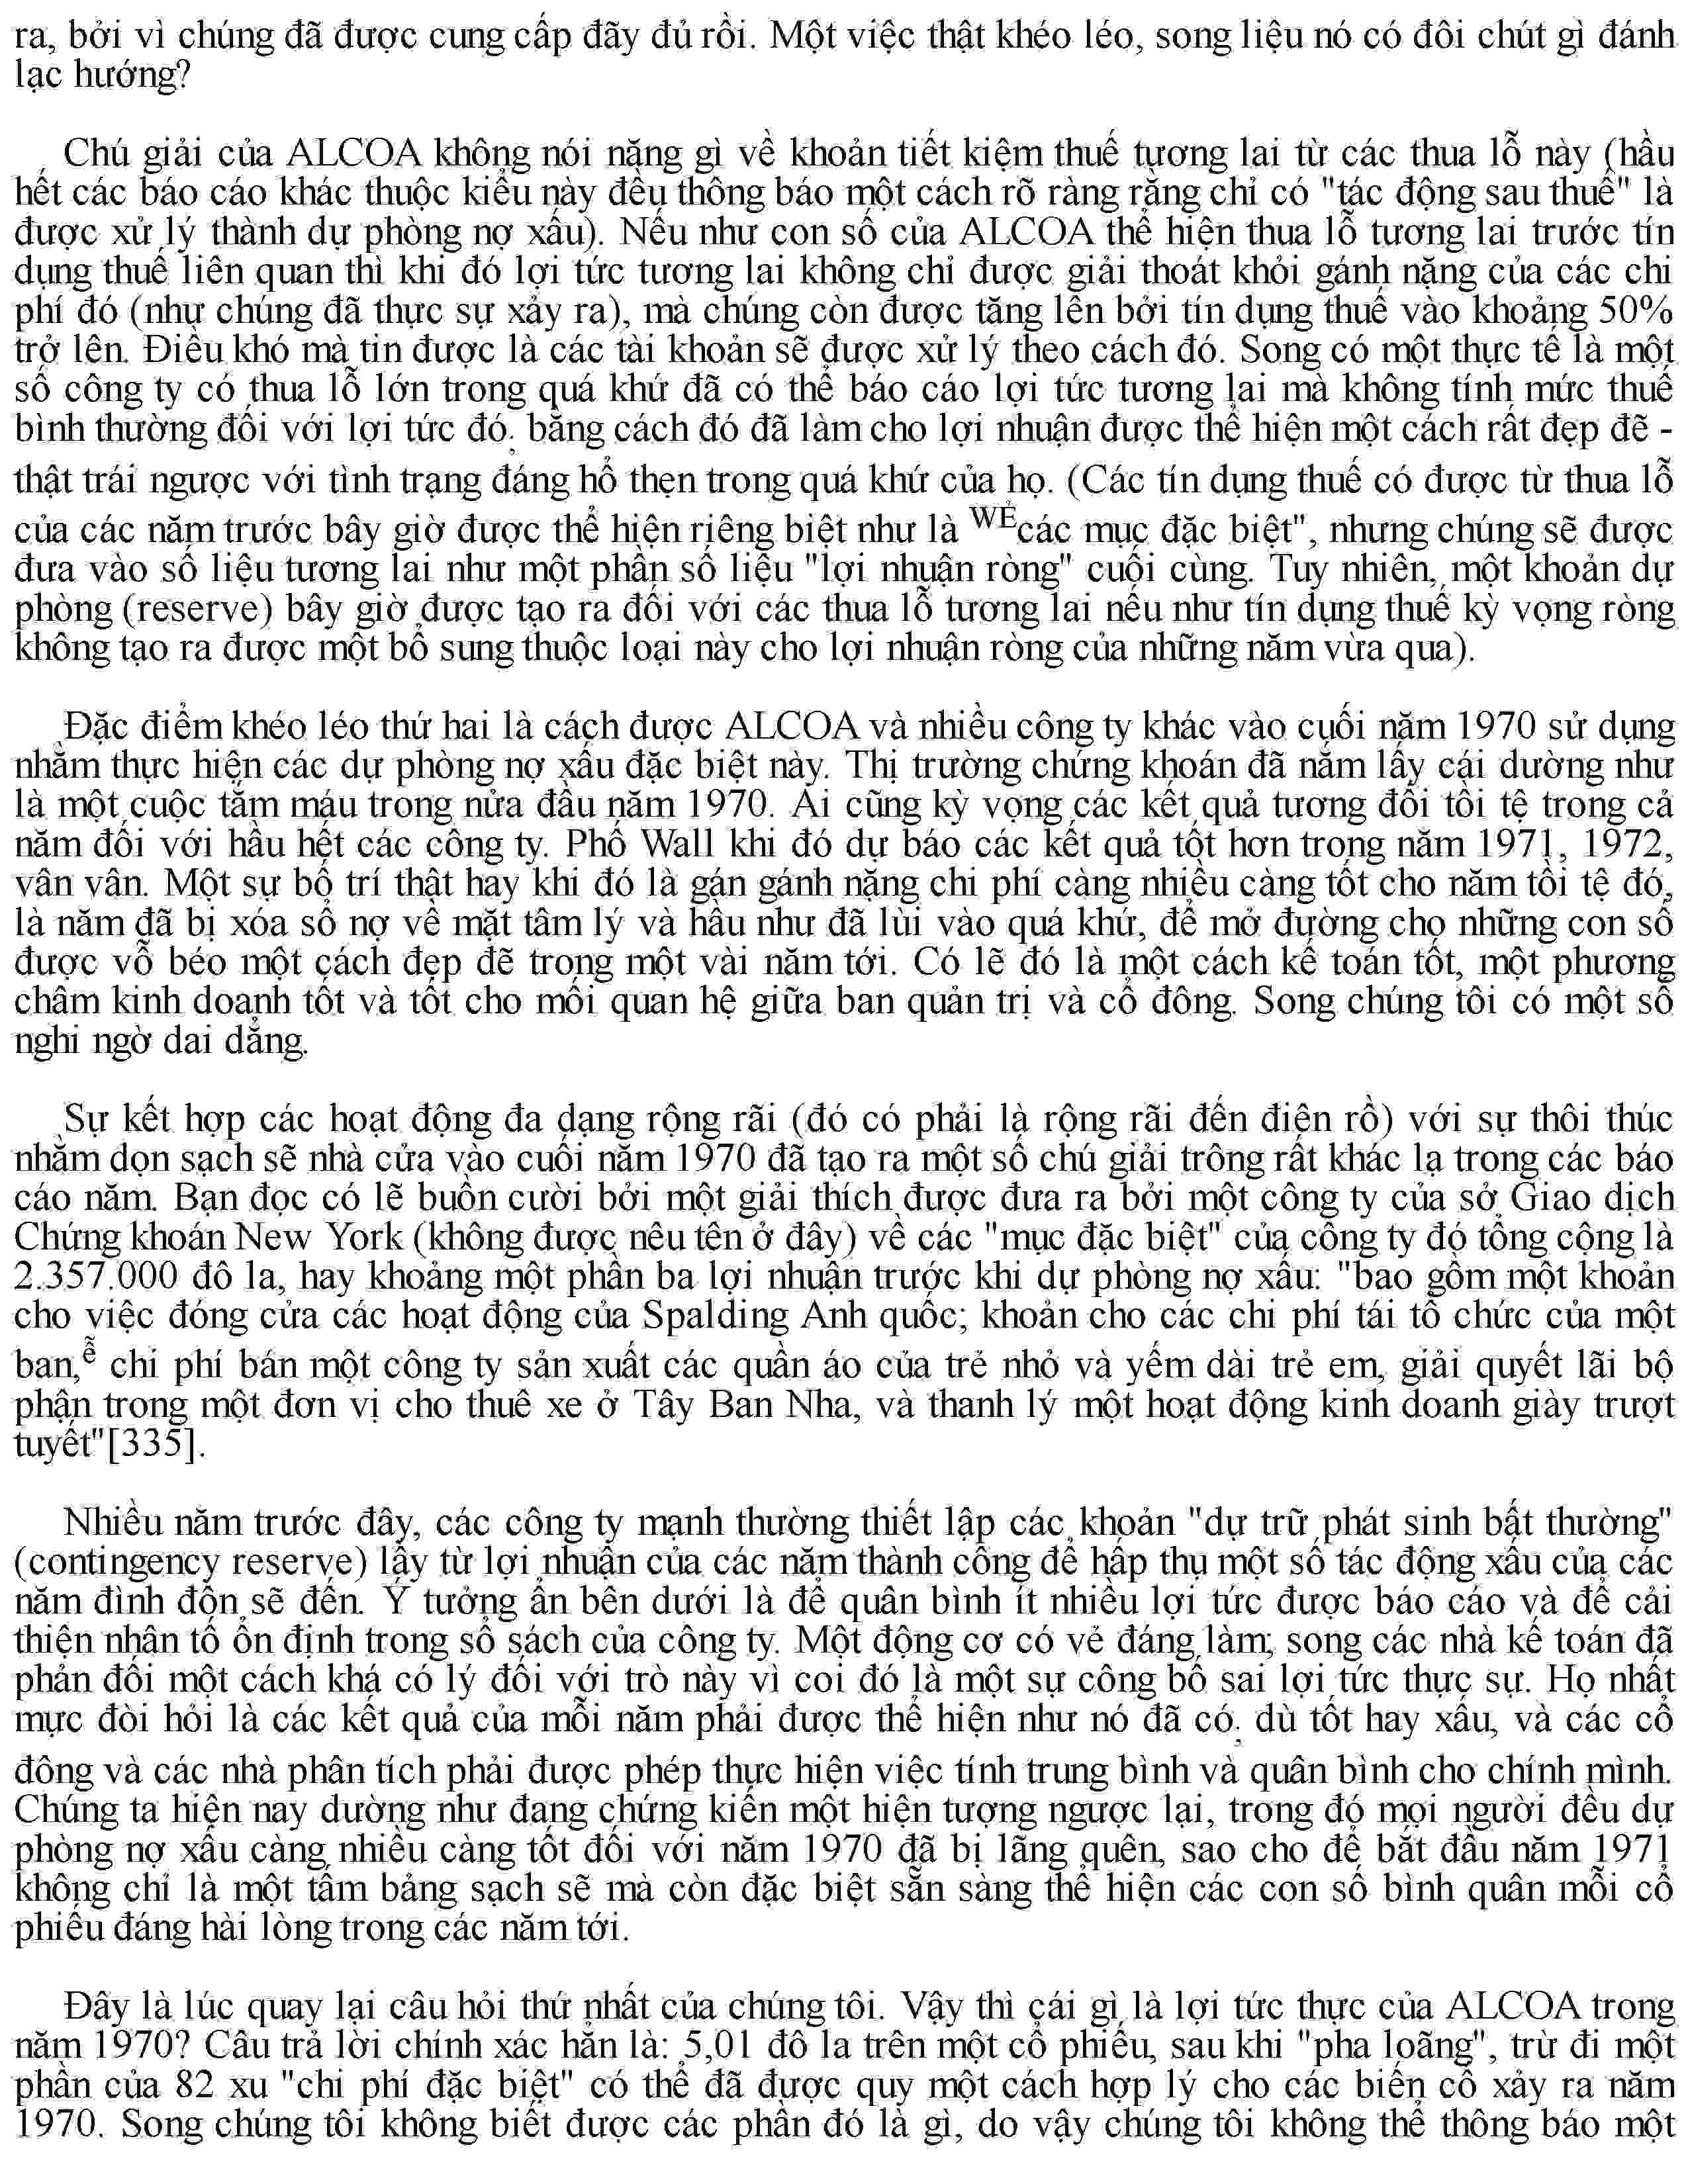 ra, bởi vì chúng đã được cung cấp đãy đủ rồi. Một việc thật khéo léo, song liệu nó có đôi chút gì đánh
lạc hướng?
Chú giải của ALCOA không nói năng gì về khoản tiết kiệm thuế tương lai từ các thua lỗ này (hầu
hết các báo cáo khác thuộc kiểu này đều thông báo một cách rõ ràng rằng chỉ có "tác động sau thuế" là
được xử lý thành dự phòng nợ xấu). Nếu như con số của ALCOA thể hiện thua lỗ tương lai trước tín
dụng thuế liên quan thì khi đó lợi tức tương lai không chỉ được giải thoát khỏi gánh nặng của các chi
phí đó (như chúng đã thực sự xảy ra), mà chúng còn được tăng lên bởi tín dụng thuế vào khoảng 50%
trở lên. Điều khó mà tin được là các tài khoản sẽ được xử lý theo cách đó. Song có một thực tế là một
số công ty có thua lỗ lớn trong quá khứ đã có thể báo cáo lợi tức tương lai mà không tính mức thuế
bình thường đối với lợi tức đó, bằng cách đó đã làm cho lợi nhuận được thể hiện một cách rất đẹp đẽ -
thật trái ngược với tình trạng đáng hổ thẹn trong quá khứ của họ. (Các tín dụng thuế có được từ thua lỗ
của các năm trước bây giờ được thể hiện riêng biệt như là WẺcác mục đặc biệt", nhưng chúng sẽ được
đưa vào số liệu tương lai như một phần số liệu "lợi nhuận ròng" cuối cùng. Tuy nhiên, một khoản dự
phòng (reserve) bây giờ được tạo ra đối với các thua lỗ tương lai nếu như tín dụng thuế kỳ vọng ròng
không tạo ra được một bổ sung thuộc loại này cho lợi nhuận ròng của những năm vừa qua).
Đặc điểm khéo léo thứ hai là cách được ALCOA và nhiều công ty khác vào cuối năm 1970 sử dụng
nhằm thực hiện các dự phòng nợ xấu đặc biệt này. Thị trường chứng khoán đã nắm lấy cái dường như
là một cuộc tắm máu trong nửa đầu năm 1970. Ai cũng kỳ vọng các kết quả tương đối tồi tệ trong cả
năm đối với hầu hết các công ty. Phố Wall khi đó dự báo các kết quả tốt hơn trong năm 1971, 1972,
vân vân. Một sự bố trí thật hay khi đó là gán gánh nặng chi phí càng nhiều càng tốt cho năm tồi tệ đó,
là năm đã bị xóa sổ nợ về mặt tâm lý và hầu như đã lùi vào quá khứ, để mở đường cho những con số
được vỗ béo một cách đẹp đẽ trong một vài năm tới. Có lẽ đó là một cách kế toán tốt, một phương
châm kinh doanh tốt và tốt cho mối quan hệ giữa ban quản trị và cổ đông. Song chúng tôi có một số
nghi ngờ dai dẳng.
Sự kết hợp các hoạt động đa dạng rộng rãi (đó có phải là rộng rãi đến điên rồ) với sự thôi thúc
nhằm dọn sạch sẽ nhà cửa vào cuối năm 1970 đã tạo ra một số chú giải trông rất khác lạ trong các báo
cáo năm. Bạn đọc có lẽ buồn cười bởi một giải thích được đưa ra bởi một công ty của sở Giao dịch
Chứng khoán New York (không được nêu tên ở đây) về các "mục đặc biệt" của công ty đó tổng cộng là
2.357.000 đô la, hay khoảng một phần ba lợi nhuận trước khi dự phòng nợ xấu: "bao gồm một khoản
cho việc đóng cửa các hoạt động của Spalding Anh quốc; khoản cho các chi phí tái tổ chức của một
ban,ễ chi phí bán một công ty sản xuất các quần áo của trẻ nhỏ và yếm dài trẻ em, giải quyết lãi bộ
phận trong một đơn vị cho thuê xe ở Tây Ban Nha, và thanh lý một hoạt động kinh doanh giày trượt
tuyết"[335].
Nhiều năm trước đây, các công ty mạnh thường thiết lập các khoản "dự trữ phát sinh bất thường"
(contingency reserve) lấy từ lợi nhuận của các năm thành công để hấp thụ một số tác động xấu của các
năm đình đốn sẽ đến. Ý tưởng ẩn bên dưới là để quân bình ít nhiều lợi tức được báo cáo và để cải
thiện nhân tố ổn định trong sổ sách của công ty. Một động cơ có vẻ đáng làm; song các nhà kế toán đã
phản đối một cách khá có lý đối với trò này vì coi đó là một sự công bố sai lợi tức thực sự. Họ nhất
mực đòi hỏi là các kết quả của mỗi năm phải được thể hiện như nó đã có, dù tốt hay xấu, và các cổ
đông và các nhà phân tích phải được phép thực hiện việc tính trung bình và quân bình cho chính mình.
Chúng ta hiện nay dường như đang chứng kiến một hiện tượng ngược lại, trong đó mọi người đều dự
phòng nợ xấu càng nhiều càng tốt đối với năm 1970 đã bị lãng quên, sao cho để bắt đầu năm 1971
không chỉ là một tấm bảng sạch sẽ mà còn đặc biệt sẵn sàng thể hiện các con số bình quân mỗi cổ
phiếu đáng hài lòng trong các năm tới.
Đây là lúc quay lại câu hỏi thứ nhất của chúng tôi. Vậy thì cái gì là lợi tức thực của ALCOA trong
năm 1970? Câu trả lời chính xác hẳn là: 5,01 đô la trên một cổ phiếu, sau khi "pha loãng", trừ đi một
phần của 82 xu "chi phí đặc biệt" có thể đã được quy một cách hợp lý cho các biến cố xảy ra năm
1970. Song chúng tôi không biết được các phần đó là gì, do vậy chúng tôi không thể thông báo một